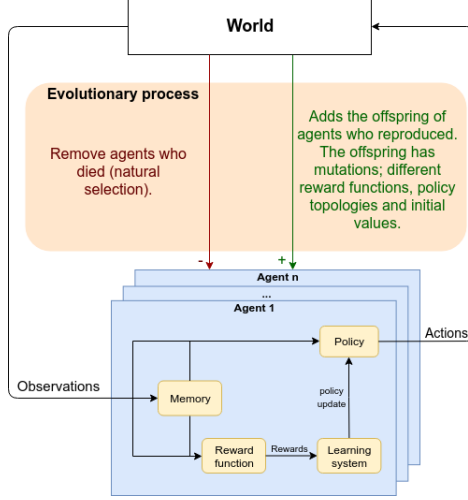 World
Evolutionary process
Remove agents who
died (natural
selection).
Adds the offspring of
agents who reproduced.
The offspring has
mutations; different
reward functions, policy
topologies and initial
values.
-
+
Agent n
...
Agent 1
Policy
Actions
Observations
Memory
policy
update
Reward
function
Rewards
Learning
system